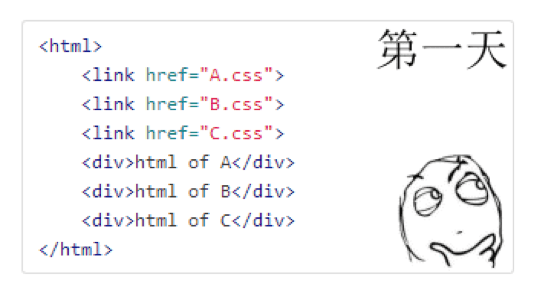 <html>
第一天
    <link href="A.css">
    <link href="B.css">
    <link href="C.css">
    <div>html of A</div>
    <div>html of B</div>
    <div>html of C</div>
</html>